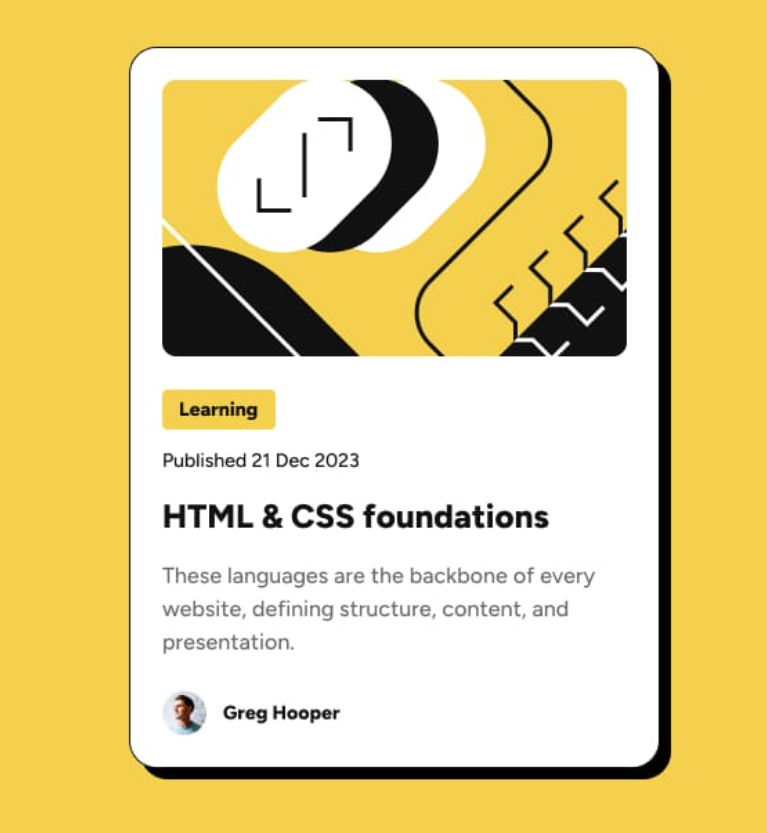 Learning
Published 21 Dec 2023
HTML & CSS foundations
These languages are the backbone of every
website, defining structure, content, and
presentation.
Greg Hooper